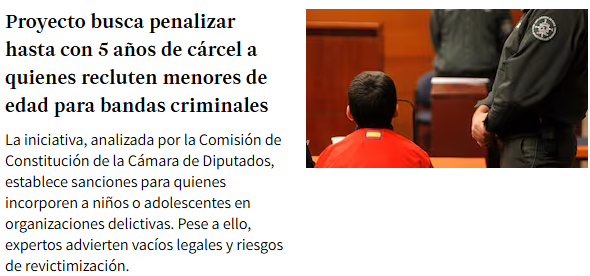 Proyecto busca penalizar
hasta con 5 años de cárcel a
quienes recluten menores de
edad para bandas criminales
La iniciativa, analizada por la Comisión de
Constitución de la Cámara de Diputados,
establece sanciones para quienes
incorporen a niños o adolescentes en
organizaciones delictivas. Pese a ello,
expertos advierten vacíos legales y riesgos
de revictimización.